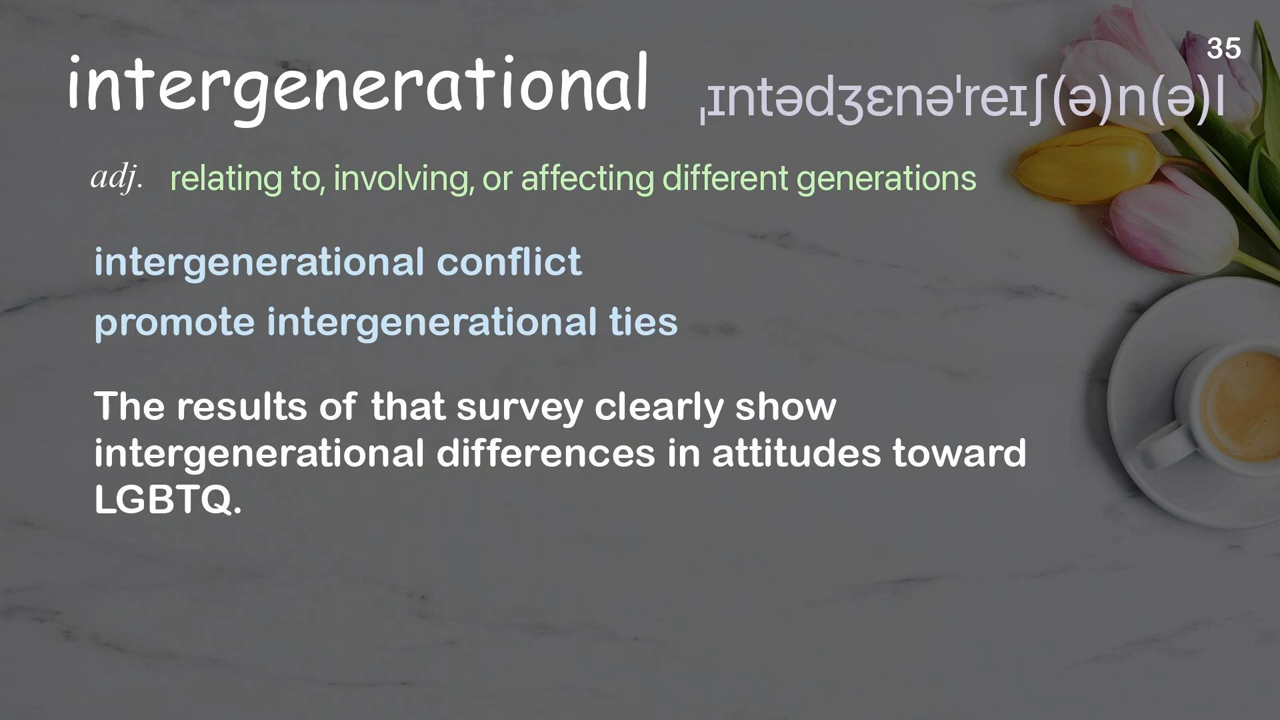 35
intergenerational ˌɪntədʒɛnəˈreɪʃ(ə)n(ə)l
adj. relating to, involving, or affecting different generations
intergenerational conflict
promote intergenerational ties
The results of that survey clearly show
intergenerational differences in attitudes toward
LGBTQ.